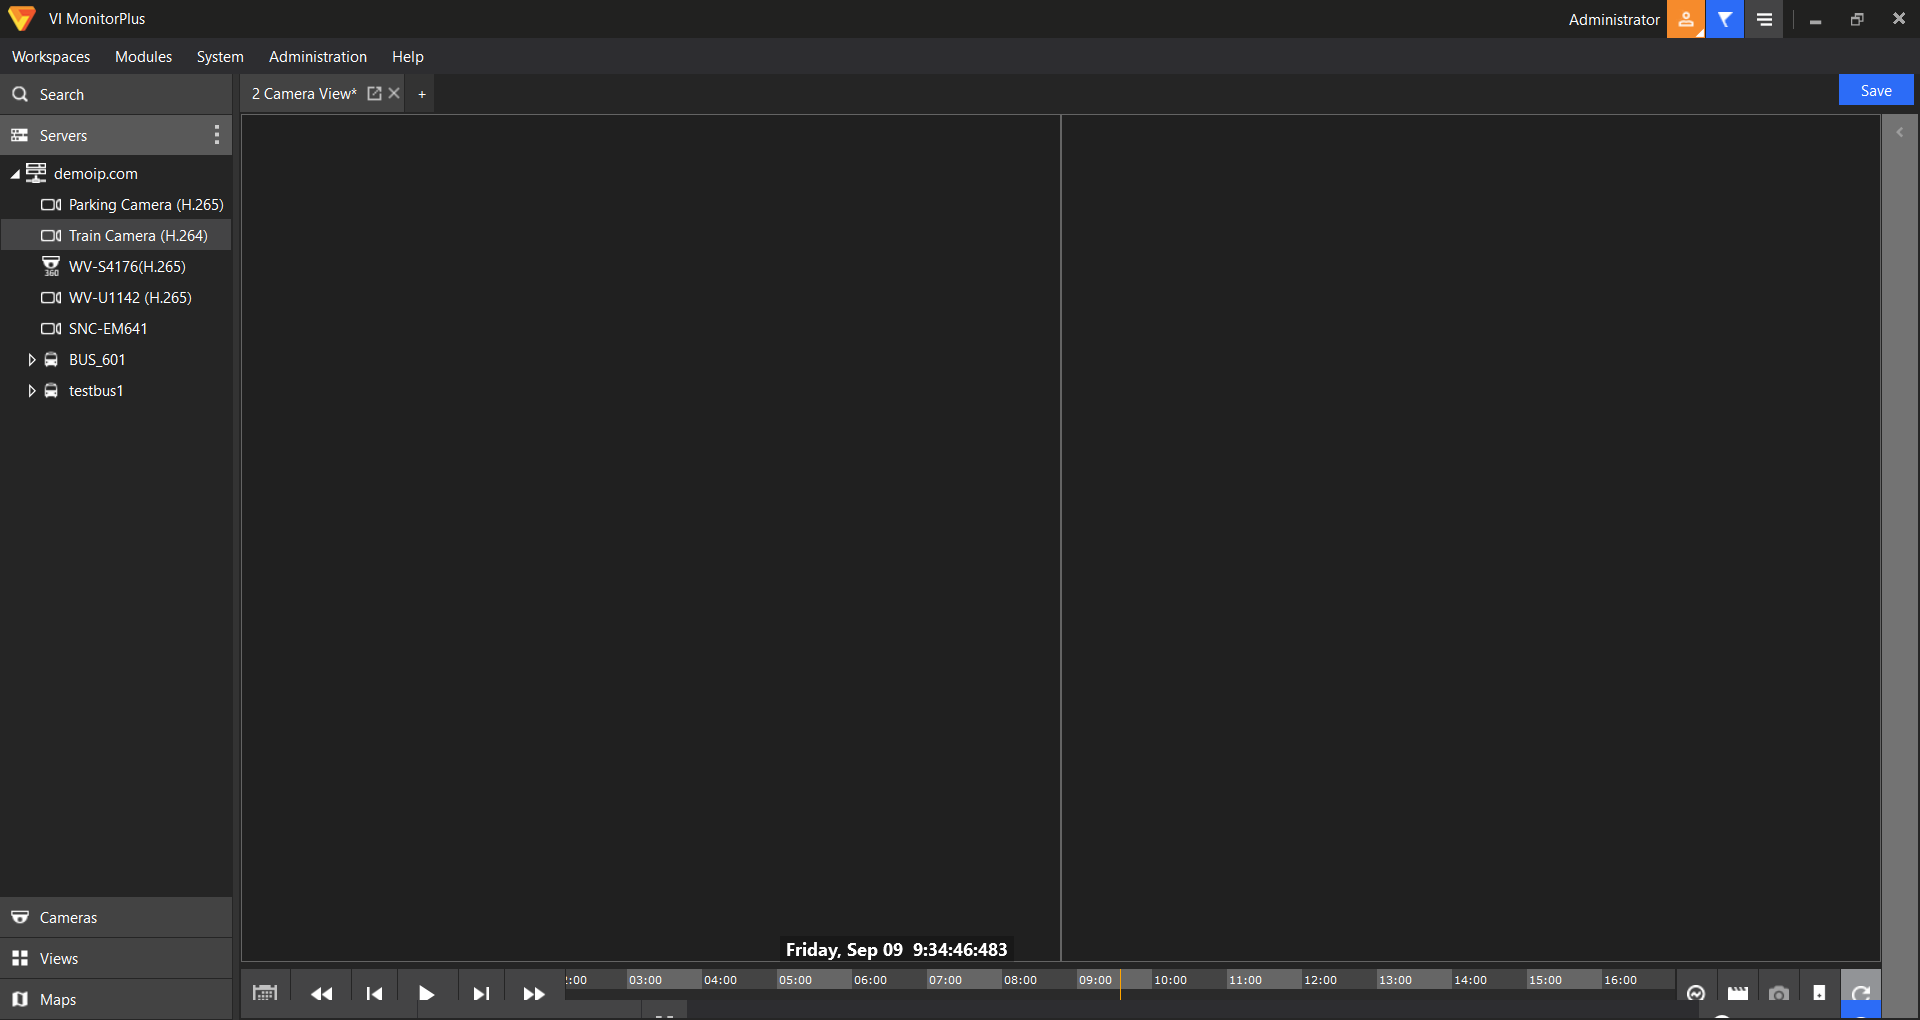 VI MonitorPlus
Administrator
Workspaces Modules System Administration Help
Search
2 Camera View*
+
Save
Servers
demoip.com
Parking Camera (H.265)
Train Camera (H.264)
360
WV-S4176(H.265)
WV-U1142 (H.265)
SNC-EM641
BUS_601
testbus1
Cameras
Views
Maps
Friday, Sep 09 9:34:46:483
:00 03:00 04:00 05:00 06:00 07:00 08:00 09:00 10:00 11:00 12:00 13:00 14:00 15:00 16:00